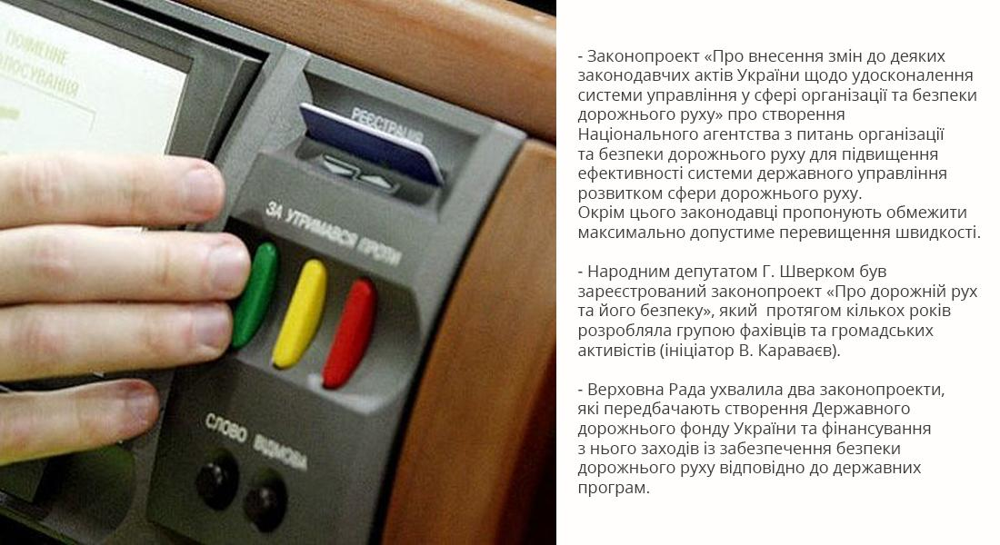 ПОІМЕННЕ
ГОЛОСУВАННЯ
РЕЄСТРАЦІЯ
ЗА УТРИМАВСЯ ПРОТИ
СЛОВО ВІДМОВА
- Законопроект «Про внесення змін до деяких
законодавчих актів України щодо удосконалення
системи управління у сфері організації та безпеки
дорожнього руху» про створення
Національного агентства з питань організації
та безпеки дорожнього руху для підвищення
ефективності системи державного управління
розвитком сфери дорожнього руху.
Окрім цього законодавці пропонують обмежити
максимально допустиме перевищення швидкості.
- Народним депутатом Г. Шверком був
зареєстрований законопроект «Про дорожній рух
та його безпеку», який  протягом кількох років
розробляла групою фахівців та громадських
активістів (ініціатор В. Караваєв).
- Верховна Рада ухвалила два законопроекти,
які передбачають створення Державного
дорожнього фонду України та фінансування
з нього заходів із забезпечення безпеки
дорожнього руху відповідно до державних
програм.